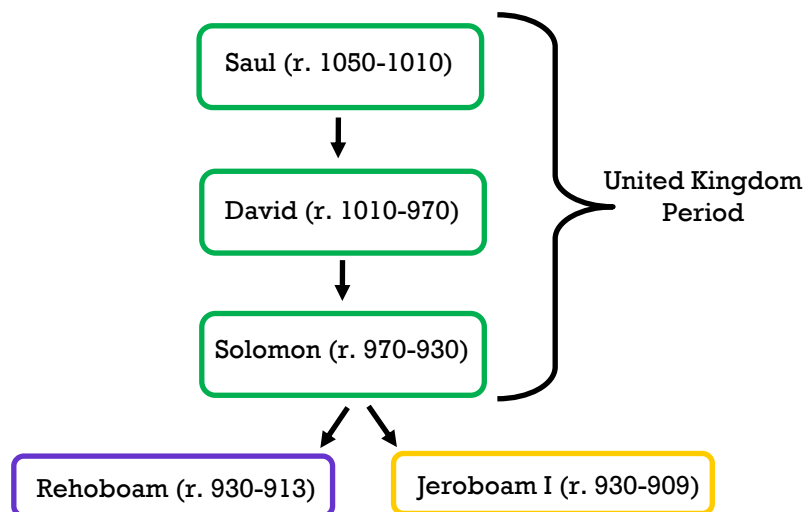 Saul (r. 1050-1010)
David (r. 1010-970)
United Kingdom
Period
Solomon (r. 970-930)
Rehoboam (r. 930-913)
Jeroboam I (r. 930-909)